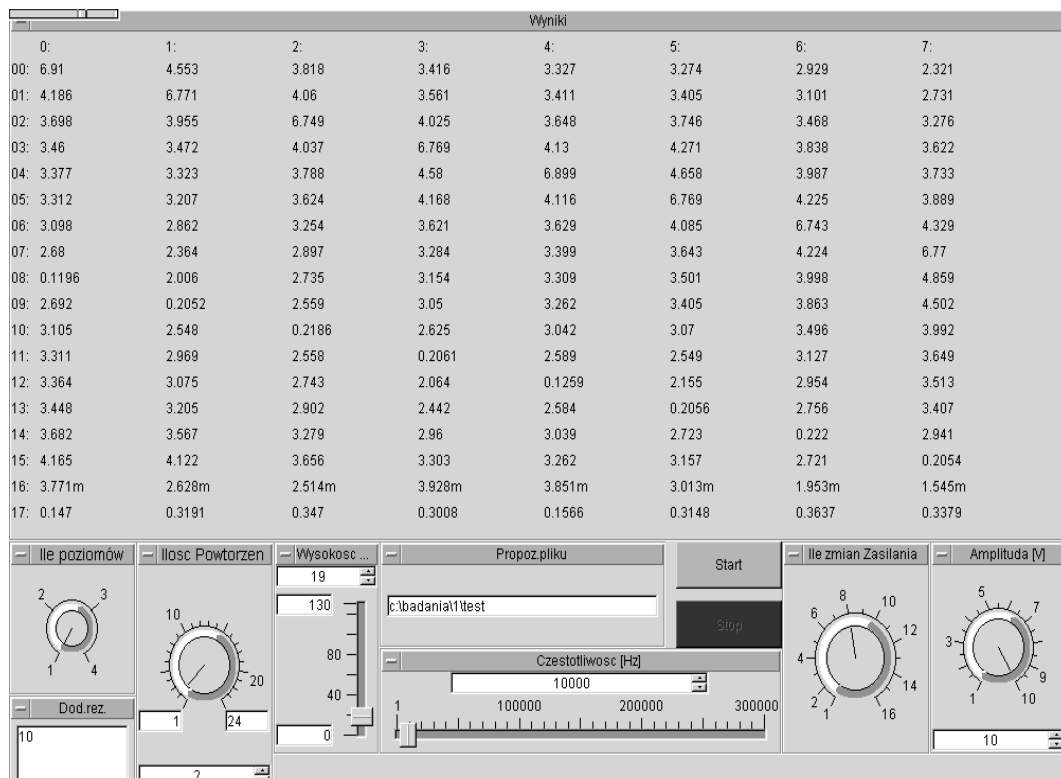 Wyniki
0: 1: 2: 3: 4: 5: 6: 7:
00: 6.91 4.553 3.818 3.416 3.327 3.274 2.929 2.321
01: 4.186 6.771 4.06 3.561 3.411 3.405 3.101 2.731
02: 3.698 3.955 6.749 4.025 3.648 3.746 3.468 3.276
03: 3.46 3.472 4.037 6.769 4.13 4.271 3.838 3.622
04: 3.377 3.323 3.788 4.58 6.899 4.658 3.987 3.733
05: 3.312 3.207 3.624 4.168 4.116 6.769 4.225 3.889
06: 3.098 2.862 3.254 3.621 3.629 4.085 6.743 4.329
07: 2.68 2.364 2.897 3.284 3.399 3.643 4.224 6.77
08: 0.1196 2.006 2.735 3.154 3.309 3.501 3.998 4.859
09: 2.692 0.2052 2.559 3.05 3.262 3.405 3.863 4.502
10: 3.105 2.548 0.2186 2.625 3.042 3.07 3.496 3.992
11: 3.311 2.969 2.558 0.2061 2.589 2.549 3.127 3.649
12: 3.364 3.075 2.743 2.064 0.1259 2.155 2.954 3.513
13: 3.448 3.205 2.902 2.442 2.584 0.2056 2.756 3.407
14: 3.682 3.567 3.279 2.96 3.039 2.723 0.222 2.941
15: 4.165 4.122 3.656 3.303 3.262 3.157 2.721 0.2054
16: 3.771m 2.628m 2.514m 3.928m 3.851m 3.013m 1.953m 1.545m
17: 0.147 0.3191 0.347 0.3008 0.1566 0.3148 0.3637 0.3379
Ile poziomów
2 3
1 4
Dod.rez.
10
Ilosc Powtorzen
10
20
1 24
2
Wysokosc ...
19
130
80
40
0
Propoz.pliku
c:\badania\1\test
Start
Stop
Czestotliwosc [Hz]
10000
1 100000 200000 300000
Ile zmian Zasilania
8 10
6 12
4 14
2 1 16
Amplituda [V]
5 7
3 9
1 10
10